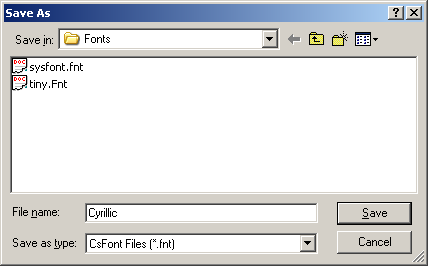 Save As
Save in: Fonts
sysfont.fnt
tiny.Fnt
File name: Cyrillic Save
Save as type: CsFont Files (*.fnt) Cancel